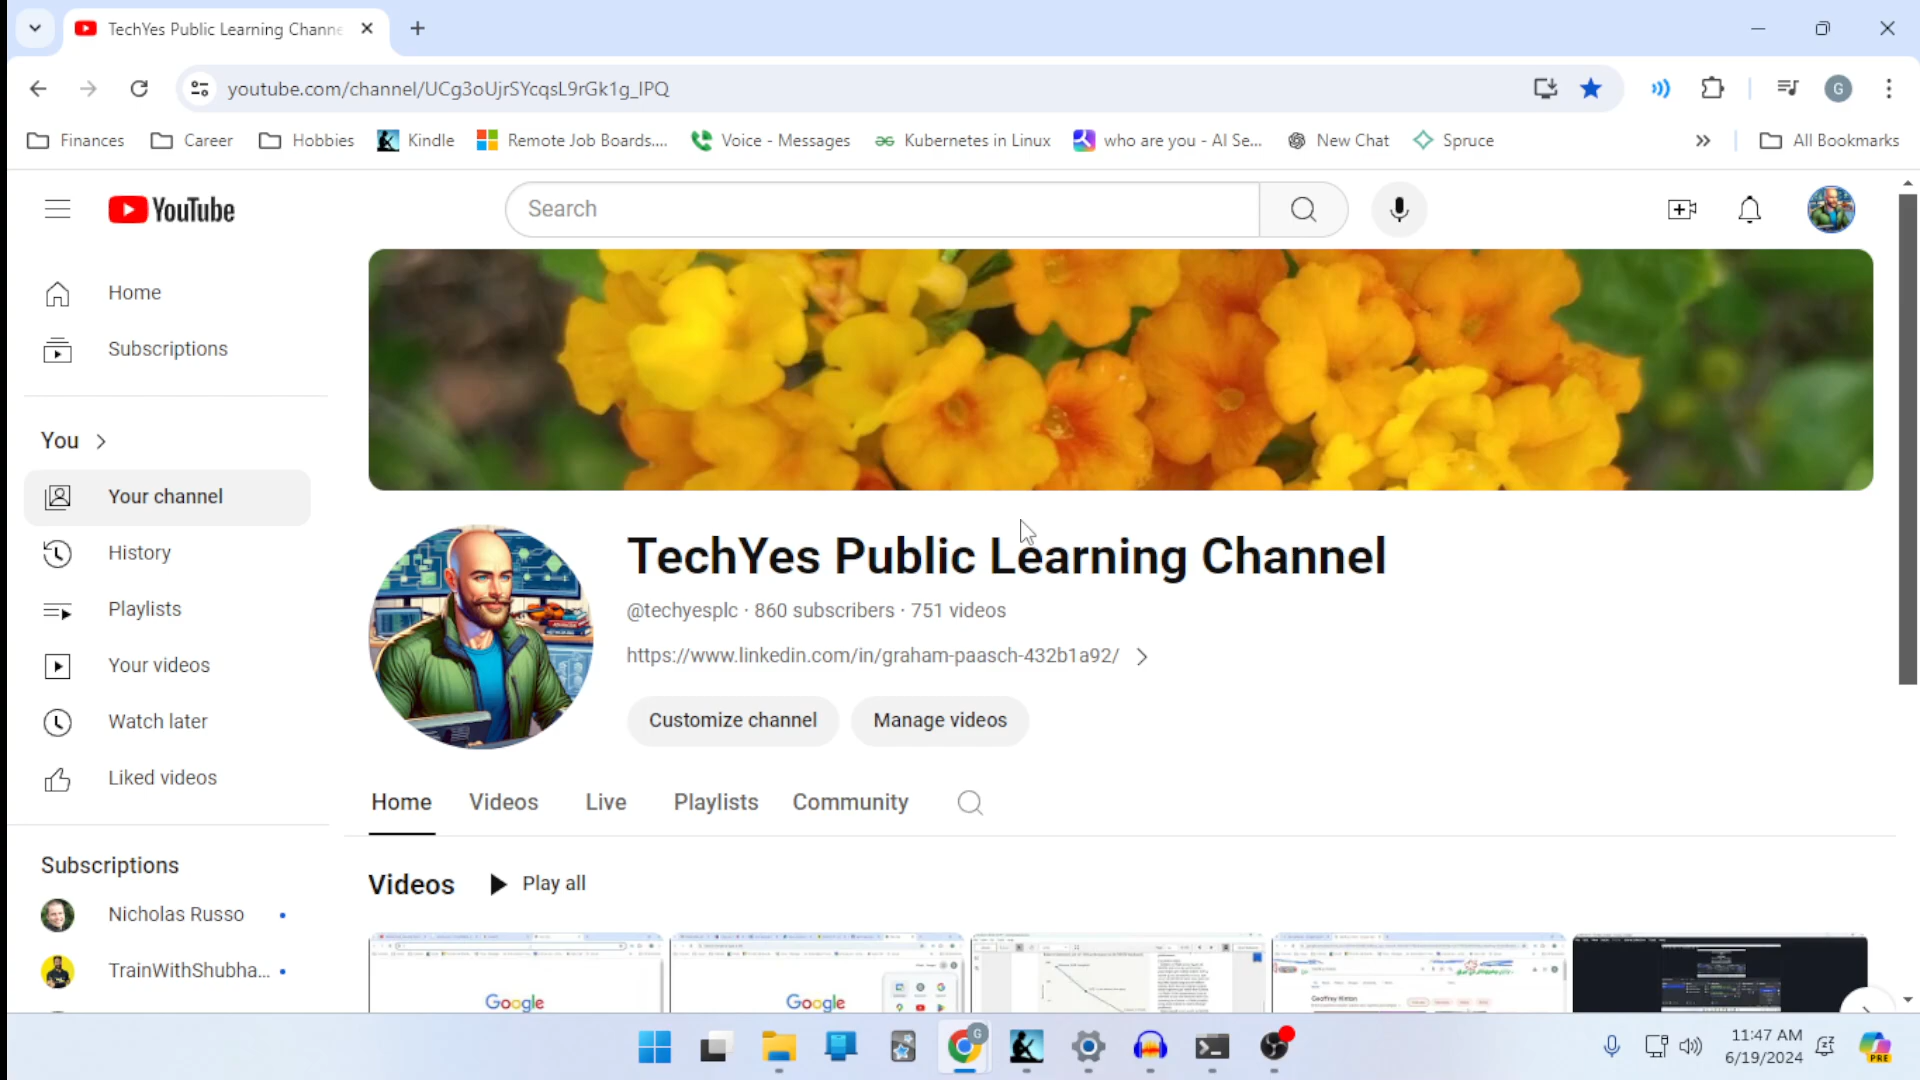 TechYes Public Learning Channe
youtube.com/channel/UCg3oUjrSYcqsL9rGk1g_lPQ
G
Finances
Career
Hobbies
Kindle
Remote Job Boards....
Voice - Messages
Kubernetes in Linux
who are you - AI Se...
New Chat
Spruce
All Bookmarks
YouTube
Search
Home
Subscriptions
You
Your channel
History
Playlists
Your videos
Watch later
Liked videos
Subscriptions
Nicholas Russo
TrainWithShubha...
TechYes Public Learning Channel
@techyesplc · 860 subscribers · 751 videos
https://www.linkedin.com/in/graham-paasch-432b1a92/
Customize channel
Manage videos
Home
Videos
Live
Playlists
Community
Videos
Play all
Google
Google
Geoffrey Hinton
G
11:47 AM
6/19/2024
PRE